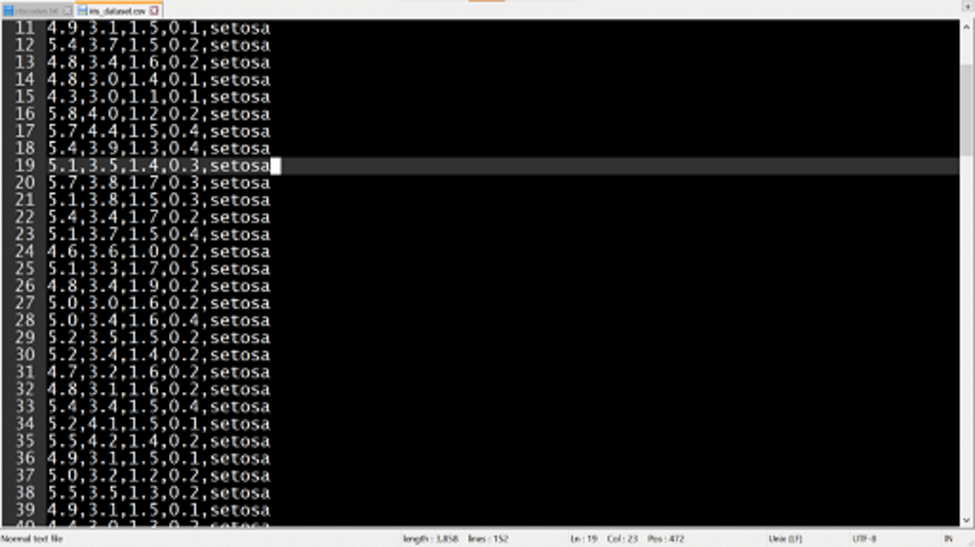 iris_dataset.csv
11 4.9,3.1,1.5,0.1,setosa
12 5.4,3.7,1.5,0.2,setosa
13 4.8,3.4,1.6,0.2,setosa
14 4.8,3.0,1.4,0.1,setosa
15 4.3,3.0,1.1,0.1,setosa
16 5.8,4.0,1.2,0.2,setosa
17 5.7,4.4,1.5,0.4,setosa
18 5.4,3.9,1.3,0.4,setosa
19 5.1,3.5,1.4,0.3,setosa
20 5.7,3.8,1.7,0.3,setosa
21 5.1,3.8,1.5,0.3,setosa
22 5.4,3.4,1.7,0.2,setosa
23 5.1,3.7,1.5,0.4,setosa
24 4.6,3.6,1.0,0.2,setosa
25 5.1,3.3,1.7,0.5,setosa
26 4.8,3.4,1.9,0.2,setosa
27 5.0,3.0,1.6,0.2,setosa
28 5.0,3.4,1.6,0.4,setosa
29 5.2,3.5,1.5,0.2,setosa
30 5.2,3.4,1.4,0.2,setosa
31 4.7,3.2,1.6,0.2,setosa
32 4.8,3.1,1.6,0.2,setosa
33 5.4,3.4,1.5,0.4,setosa
34 5.2,4.1,1.5,0.1,setosa
35 5.5,4.2,1.4,0.2,setosa
36 4.9,3.1,1.5,0.1,setosa
37 5.0,3.2,1.2,0.2,setosa
38 5.5,3.5,1.3,0.2,setosa
39 4.9,3.1,1.5,0.1,setosa
40 4.4,3.0,1.3,0.2,setosa
Normal text file length : 3,858 lines : 152 Ln : 19 Col : 23 Pos : 472 Unix (LF) UTF-8 IN